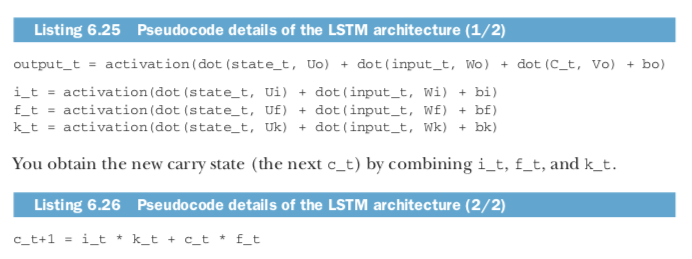 Listing 6.25 Pseudocode details of the LSTM architecture (1/2)
output_t = activation(dot(state_t, Uo) + dot(input_t, Wo) + dot(C_t, Vo) + bo)
i_t = activation(dot(state_t, Ui) + dot(input_t, Wi) + bi)
f_t = activation(dot(state_t, Uf) + dot(input_t, Wf) + bf)
k_t = activation(dot(state_t, Uk) + dot(input_t, Wk) + bk)
You obtain the new carry state (the next c_t) by combining i_t, f_t, and k_t.
Listing 6.26 Pseudocode details of the LSTM architecture (2/2)
c_t+1 = i_t * k_t + c_t * f_t